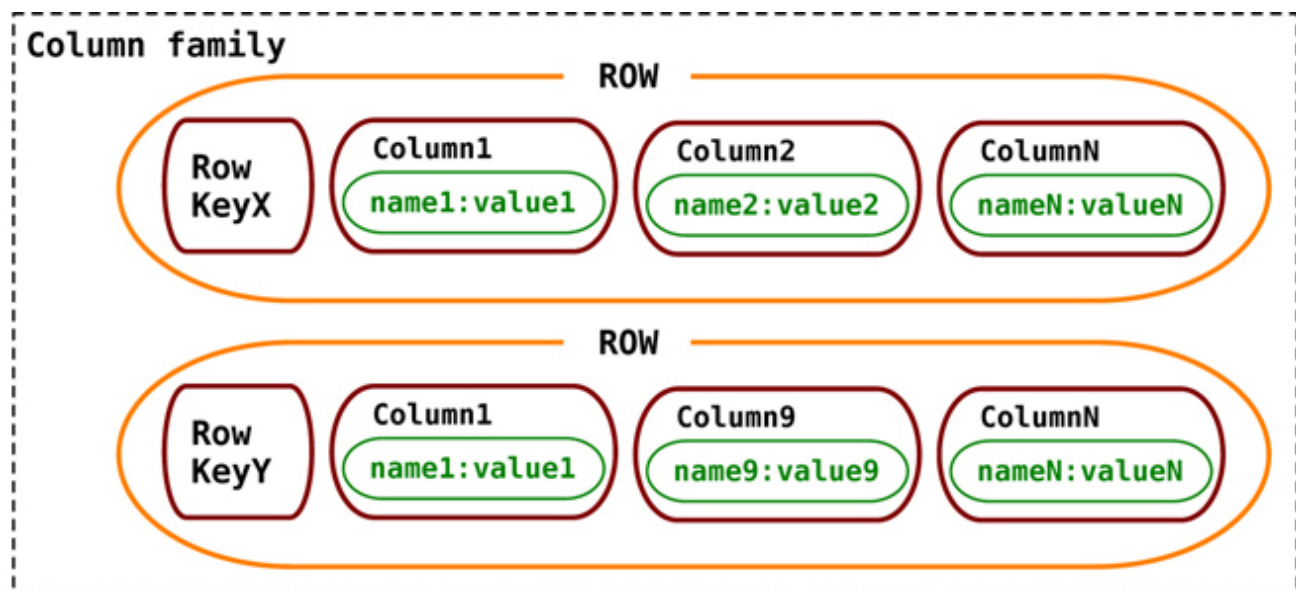 Column family
ROW
Row
KeyX
Column1
name1:value1
Column2
name2:value2
ColumnN
nameN:valueN
ROW
Row
KeyY
Column1
name1:value1
Column9
name9:value9
ColumnN
nameN:valueN